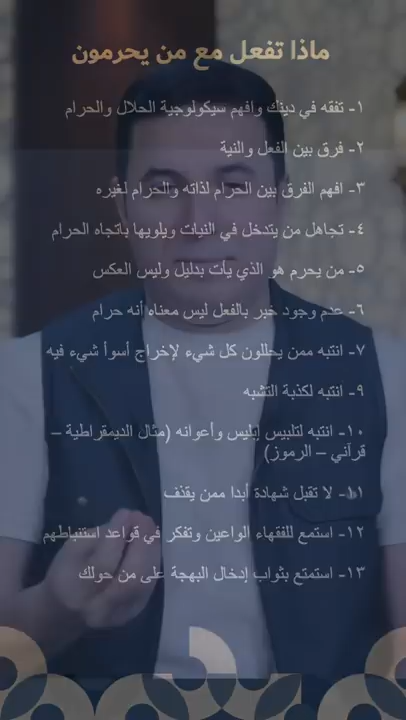 ماذا تفعل مع من يحرمون
١- تفقه في دينك وافهم سيكولوجية الحلال والحرام
٢- فرق بين الفعل والنية
٣- افهم الفرق بين الحرام لذاته والحرام لغيره
٤- تجاهل من يتدخل في النيات ويلويها باتجاه الحرام
٥- من يحرم هو الذي يأت بدليل وليس العكس
٦- عدم وجود خبر بالفعل ليس معناه أنه حرام
٧- انتبه ممن يحللون كل شيء لإخراج أسوأ شيء فيه
٩- انتبه لكذبة التشبه
١٠- انتبه لتلبيس إبليس وأعوانه (مثال الديمقراطية –
قرآني – الرموز)
١١- لا تقبل شهادة أبدا ممن يقذف
١٢- استمع للفقهاء الواعين وتفكر في قواعد استنباطهم
١٣- استمتع بثواب إدخال البهجة على من حولك